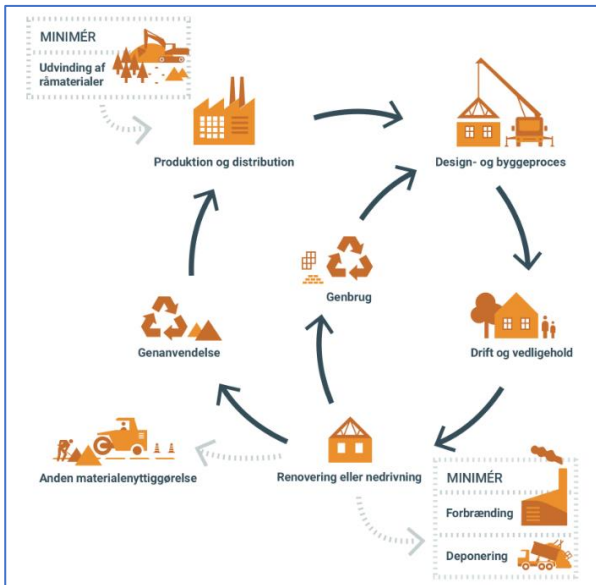 MINIMÉR
Udvinding af
råmaterialer
Produktion og distribution
Design- og byggeproces
Genbrug
Genanvendelse
Drift og vedligehold
Anden materialenyttiggørelse
Renovering eller nedrivning
MINIMÉR
Forbrænding
Deponering